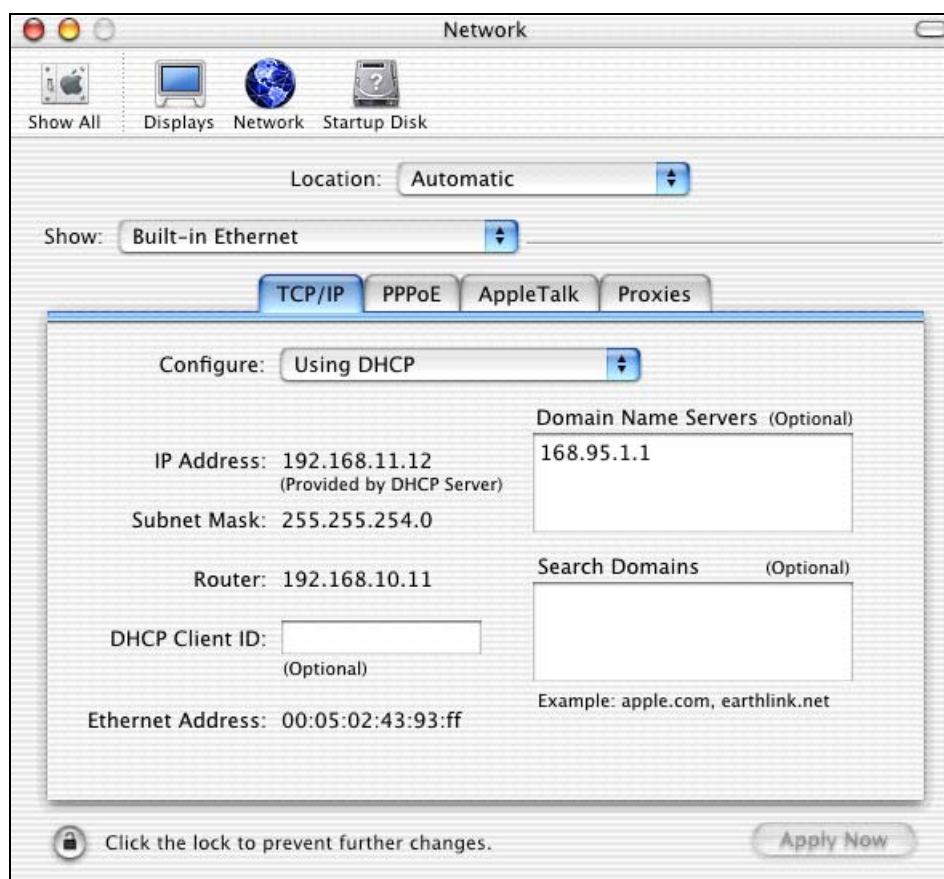 Network
Show All
Displays
Network
Startup Disk
Location: Automatic
Show: Built-in Ethernet
TCP/IP
PPPoE
AppleTalk
Proxies
Configure: Using DHCP
Domain Name Servers (Optional)
168.95.1.1
IP Address: 192.168.11.12
(Provided by DHCP Server)
Subnet Mask: 255.255.254.0
Router: 192.168.10.11
Search Domains (Optional)
DHCP Client ID:
(Optional)
Example: apple.com, earthlink.net
Ethernet Address: 00:05:02:43:93:ff
Click the lock to prevent further changes.
Apply Now